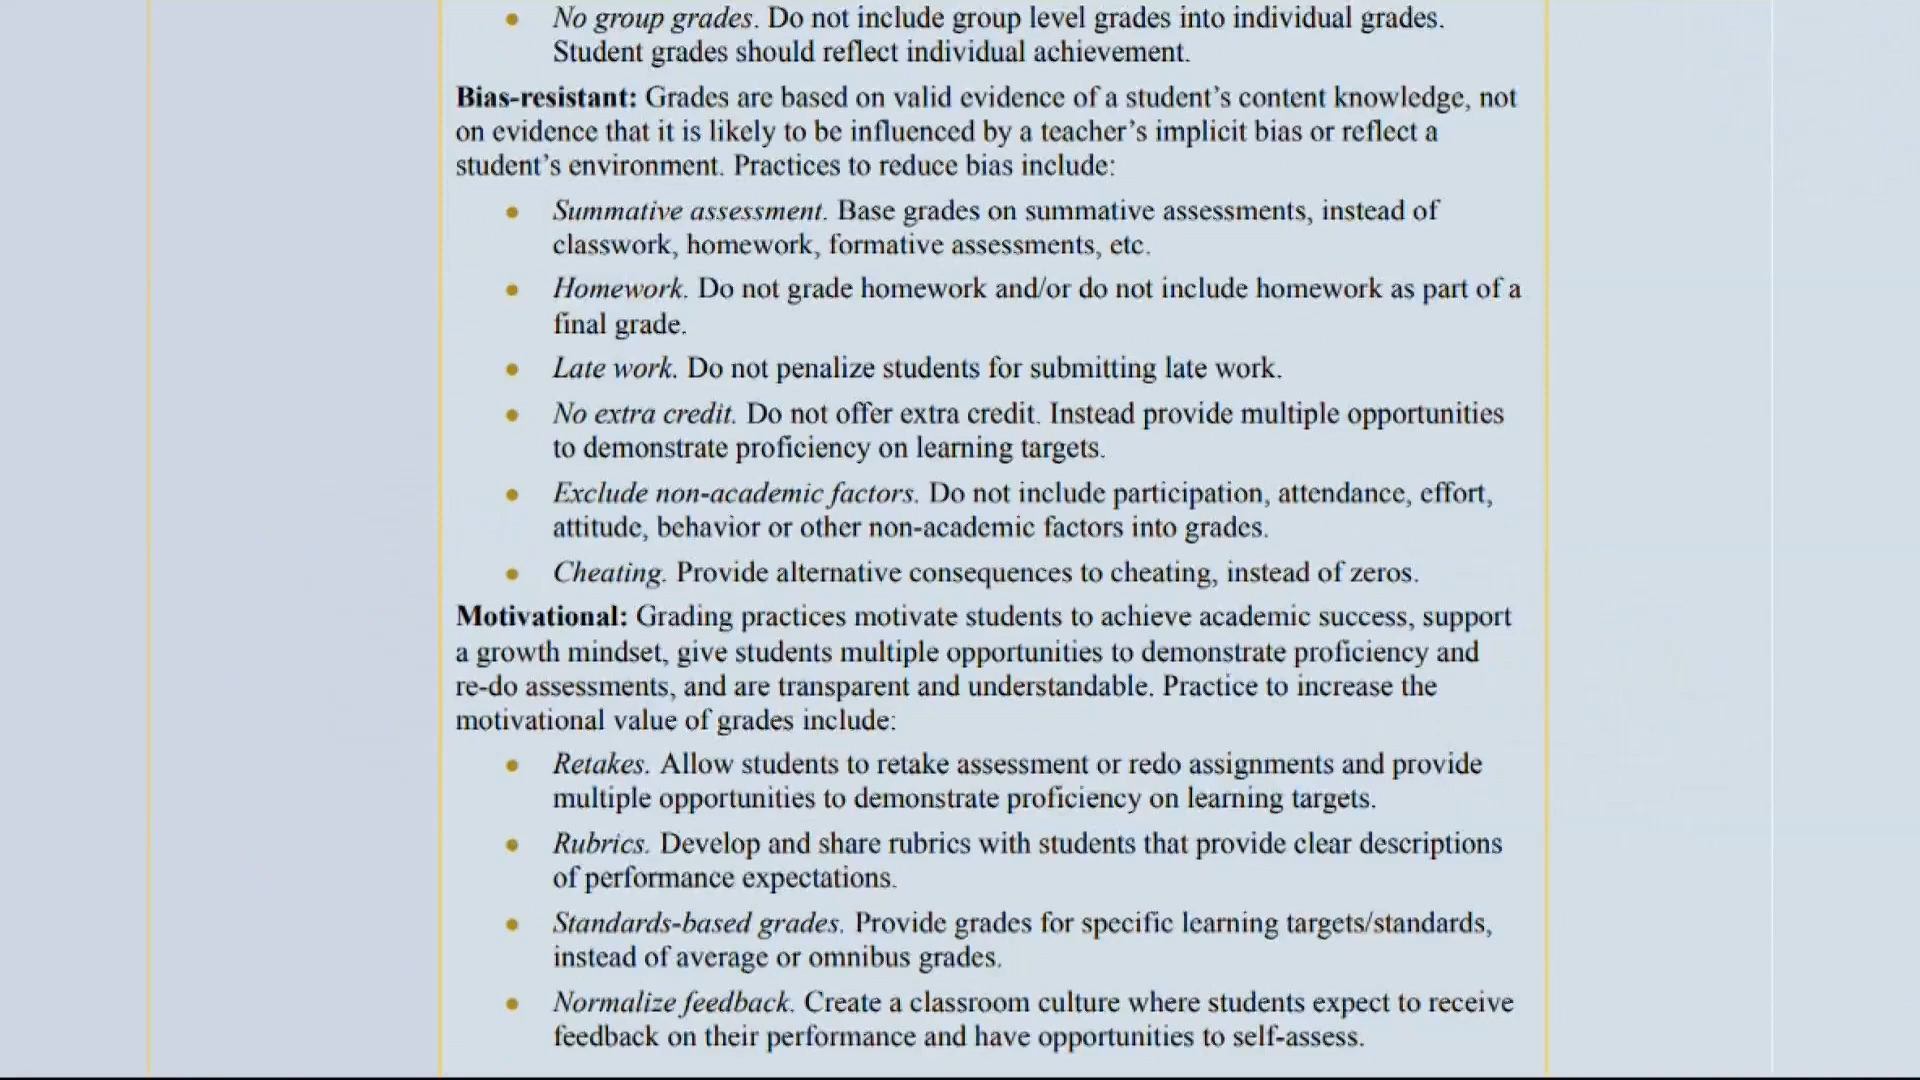 ● No group grades. Do not include group level grades into individual grades.
Student grades should reflect individual achievement.
Bias-resistant: Grades are based on valid evidence of a student’s content knowledge, not
on evidence that it is likely to be influenced by a teacher’s implicit bias or reflect a
student’s environment. Practices to reduce bias include:
● Summative assessment. Base grades on summative assessments, instead of
classwork, homework, formative assessments, etc.
● Homework. Do not grade homework and/or do not include homework as part of a
final grade.
● Late work. Do not penalize students for submitting late work.
● No extra credit. Do not offer extra credit. Instead provide multiple opportunities
to demonstrate proficiency on learning targets.
● Exclude non-academic factors. Do not include participation, attendance, effort,
attitude, behavior or other non-academic factors into grades.
● Cheating. Provide alternative consequences to cheating, instead of zeros.
Motivational: Grading practices motivate students to achieve academic success, support
a growth mindset, give students multiple opportunities to demonstrate proficiency and
re-do assessments, and are transparent and understandable. Practice to increase the
motivational value of grades include:
● Retakes. Allow students to retake assessment or redo assignments and provide
multiple opportunities to demonstrate proficiency on learning targets.
● Rubrics. Develop and share rubrics with students that provide clear descriptions
of performance expectations.
● Standards-based grades. Provide grades for specific learning targets/standards,
instead of average or omnibus grades.
● Normalize feedback. Create a classroom culture where students expect to receive
feedback on their performance and have opportunities to self-assess.